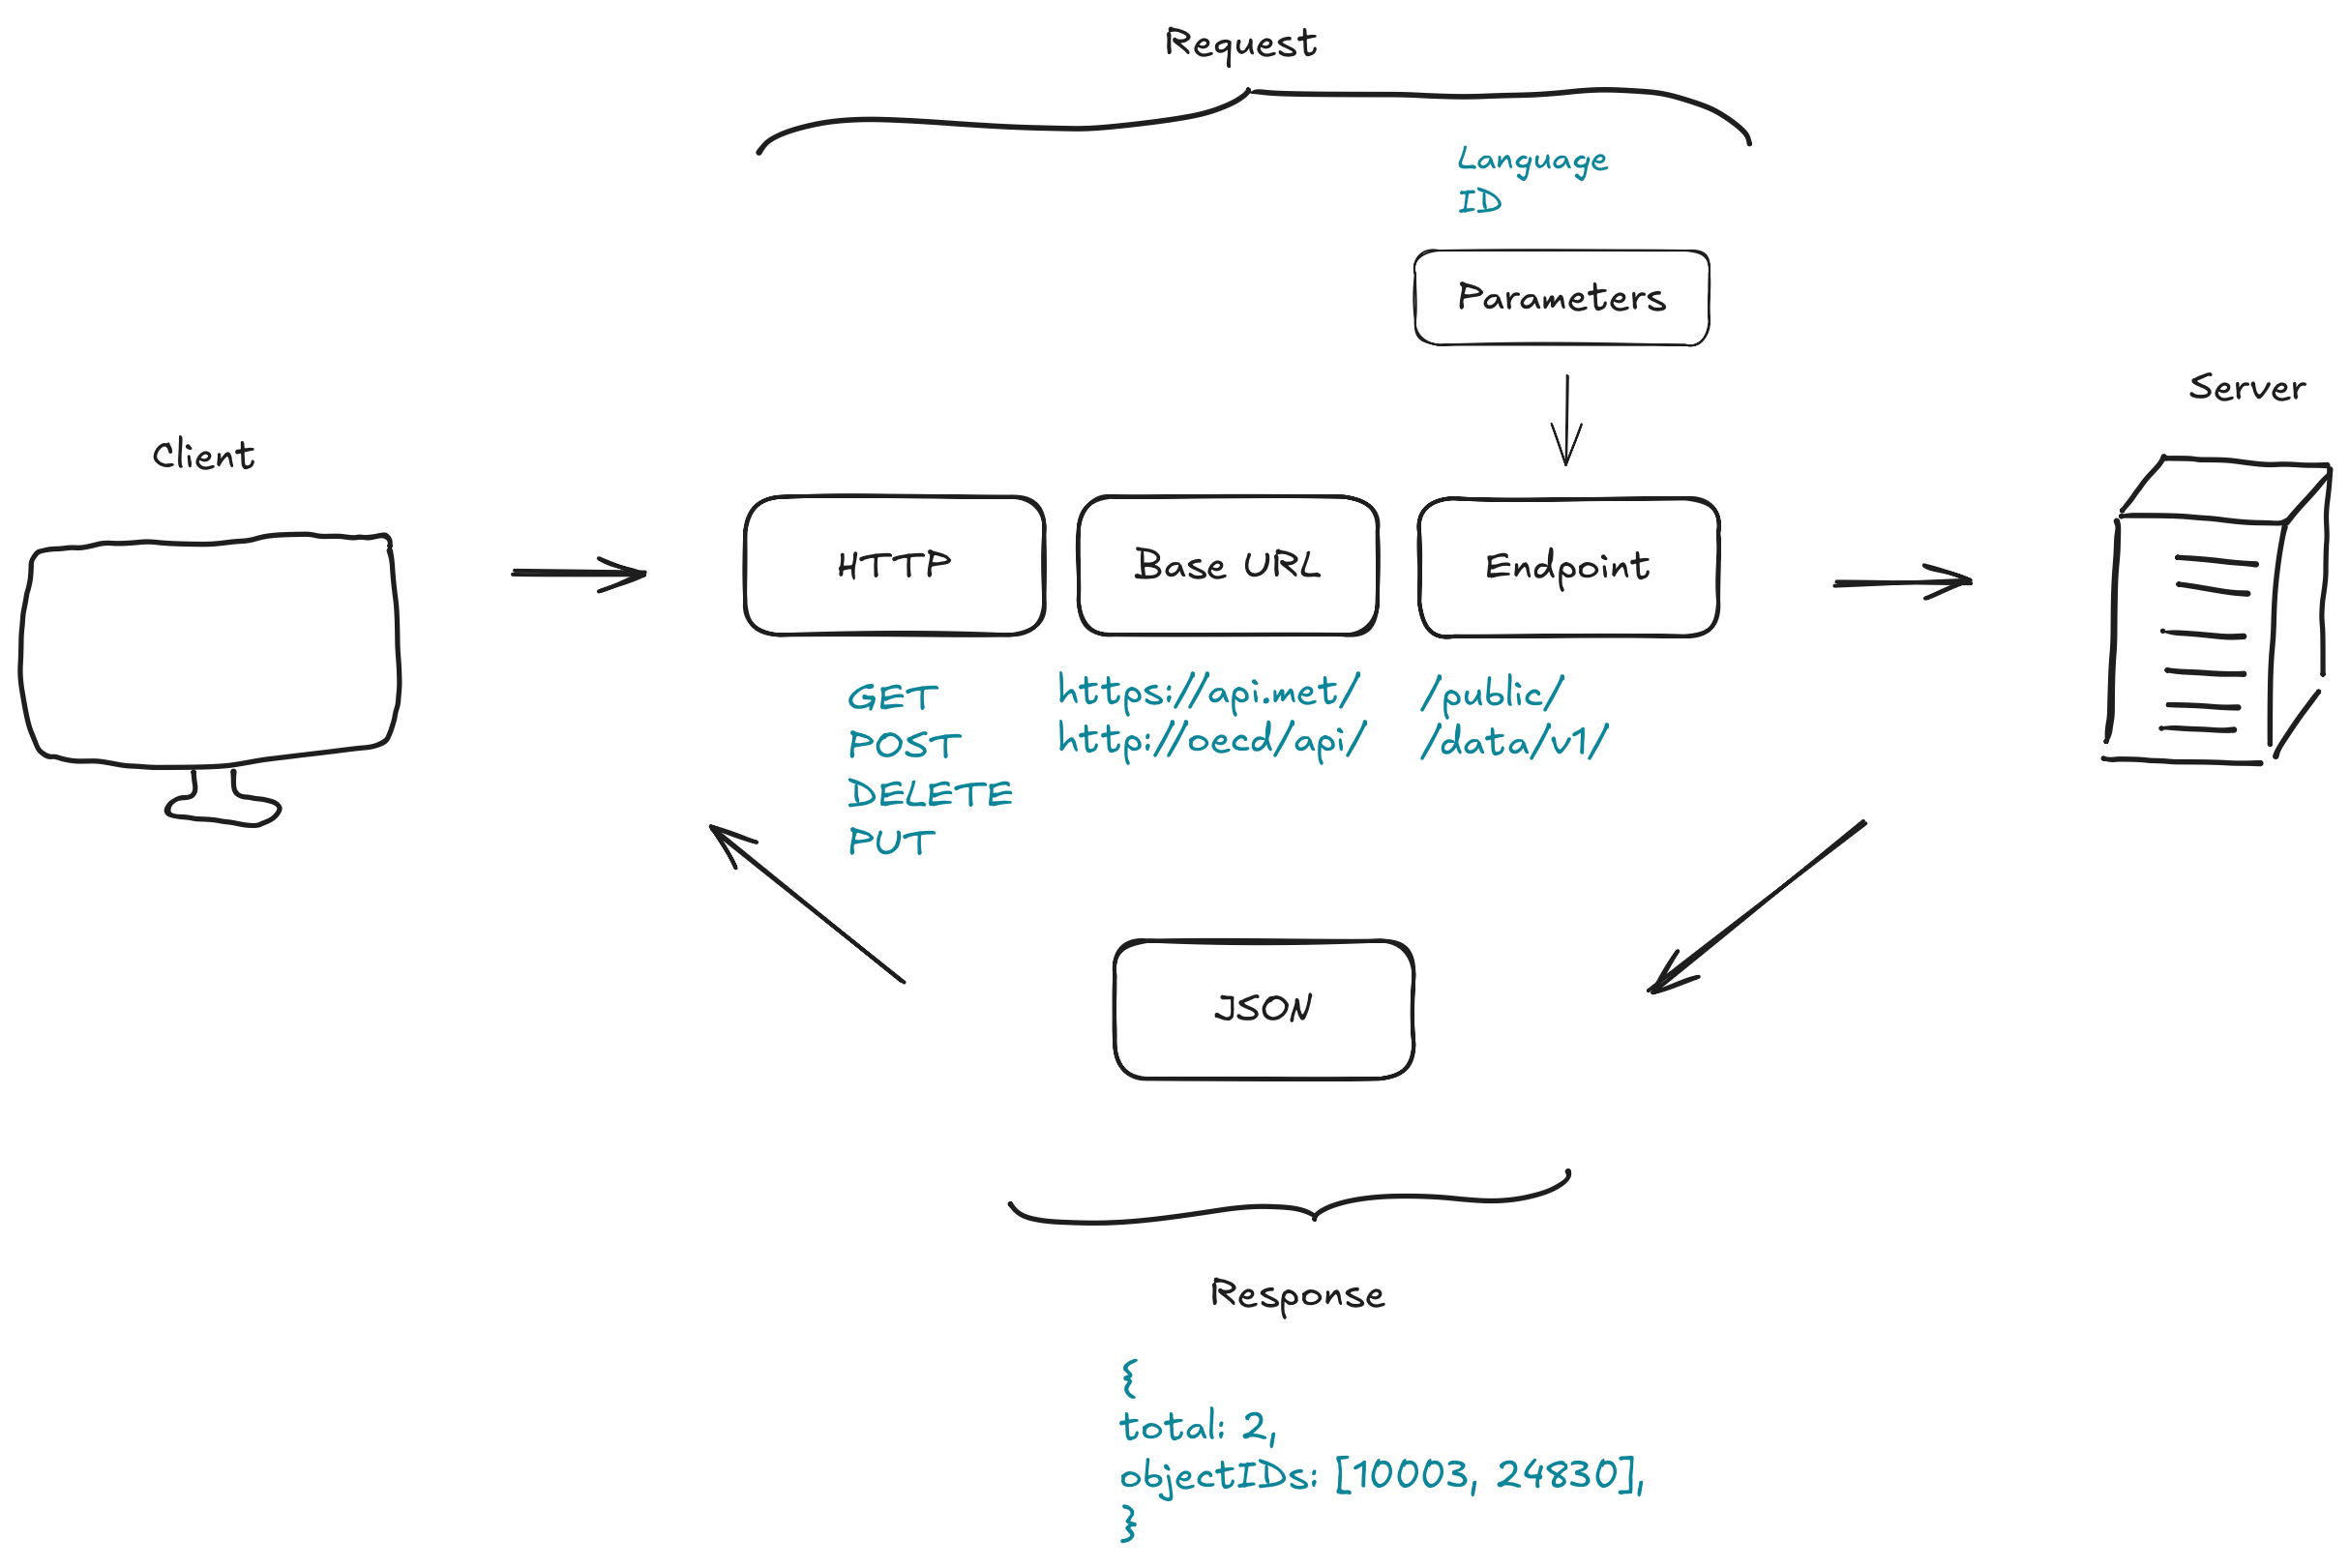 Request
Language
ID
Parameters
Server
Client
HTTP
Base URL
Endpoint
GET
POST
DELETE
PUT
https://api.net/
http://oecd/api/
/public/
/data/v1/
JSON
Response
{
total: 2,
objectIDs: [10003, 24830],
}